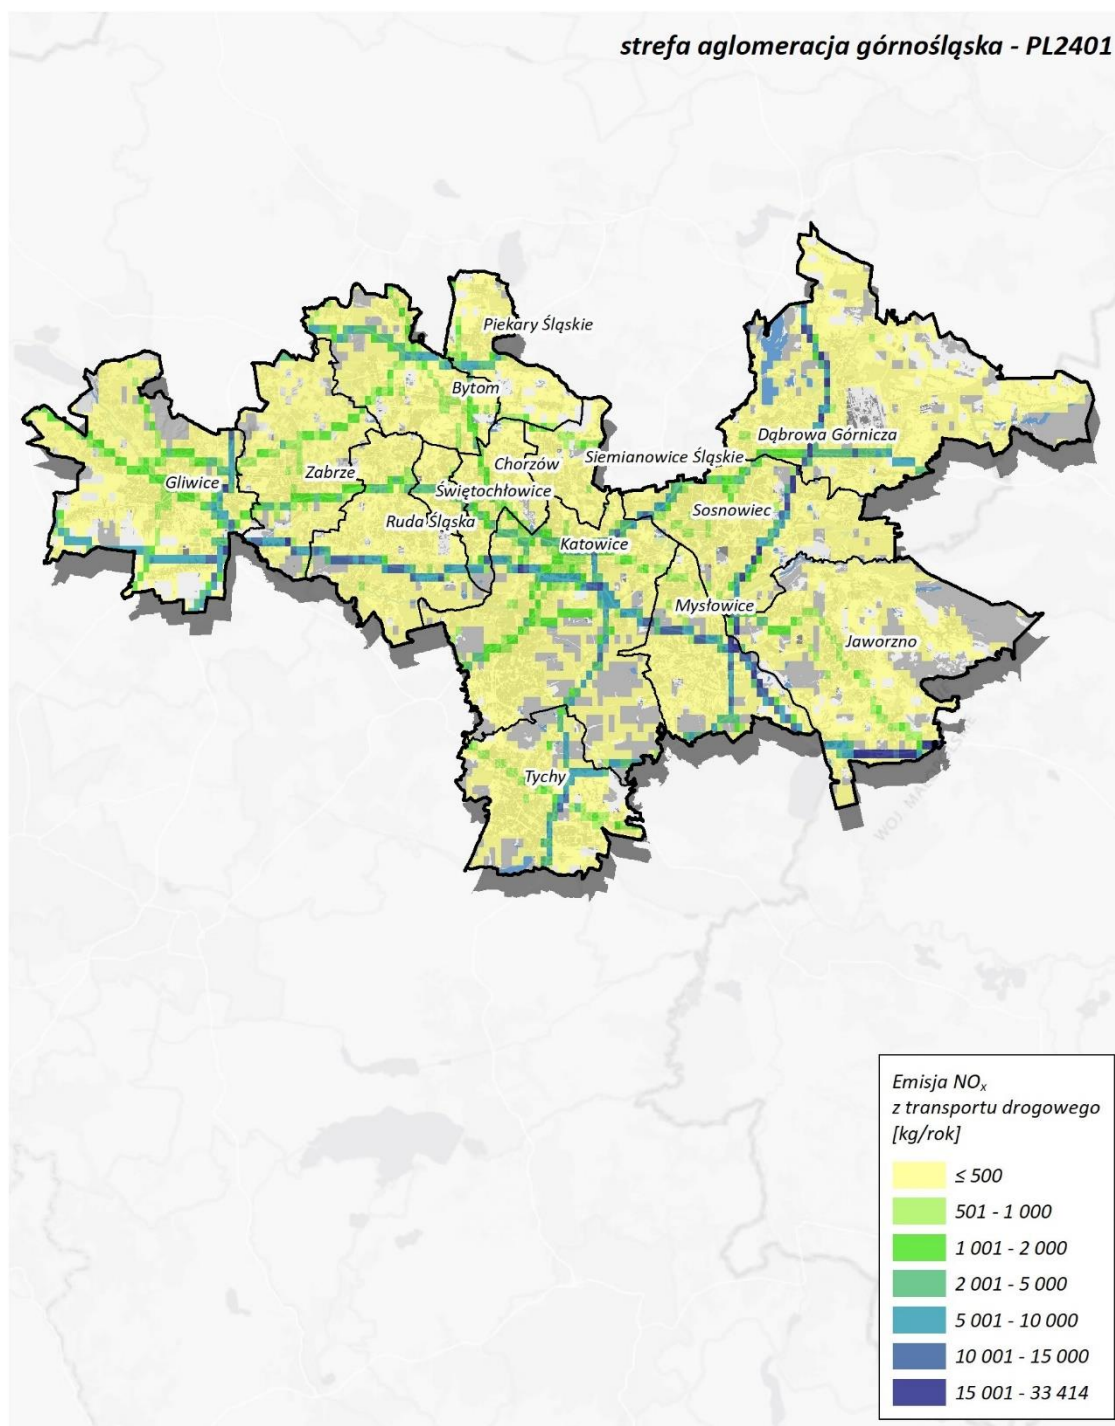 strefa aglomeracja górnośląska - PL2401
Piekary Śląskie
Bytom
Dąbrowa Górnicza
Siemianowice Śląskie
Chorzów
Zabrze
Gliwice
Świętochłowice
Sosnowiec
Ruda Śląska
Katowice
Mysłowice
Jaworzno
Tychy
Emisja NOₓ
z transportu drogowego
[kg/rok]
≤ 500
501 - 1 000
1 001 - 2 000
2 001 - 5 000
5 001 - 10 000
10 001 - 15 000
15 001 - 33 414